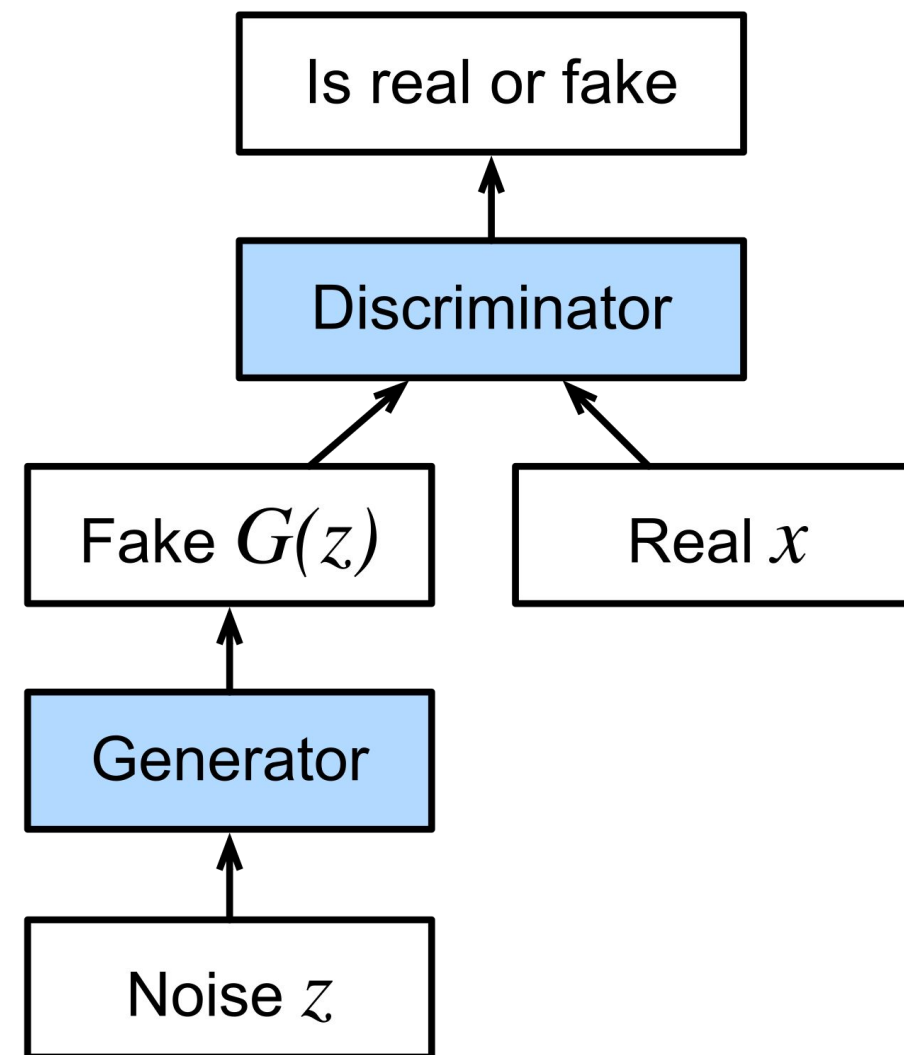 Is real or fake
Discriminator
Fake G(z)
Real x
Generator
Noise z